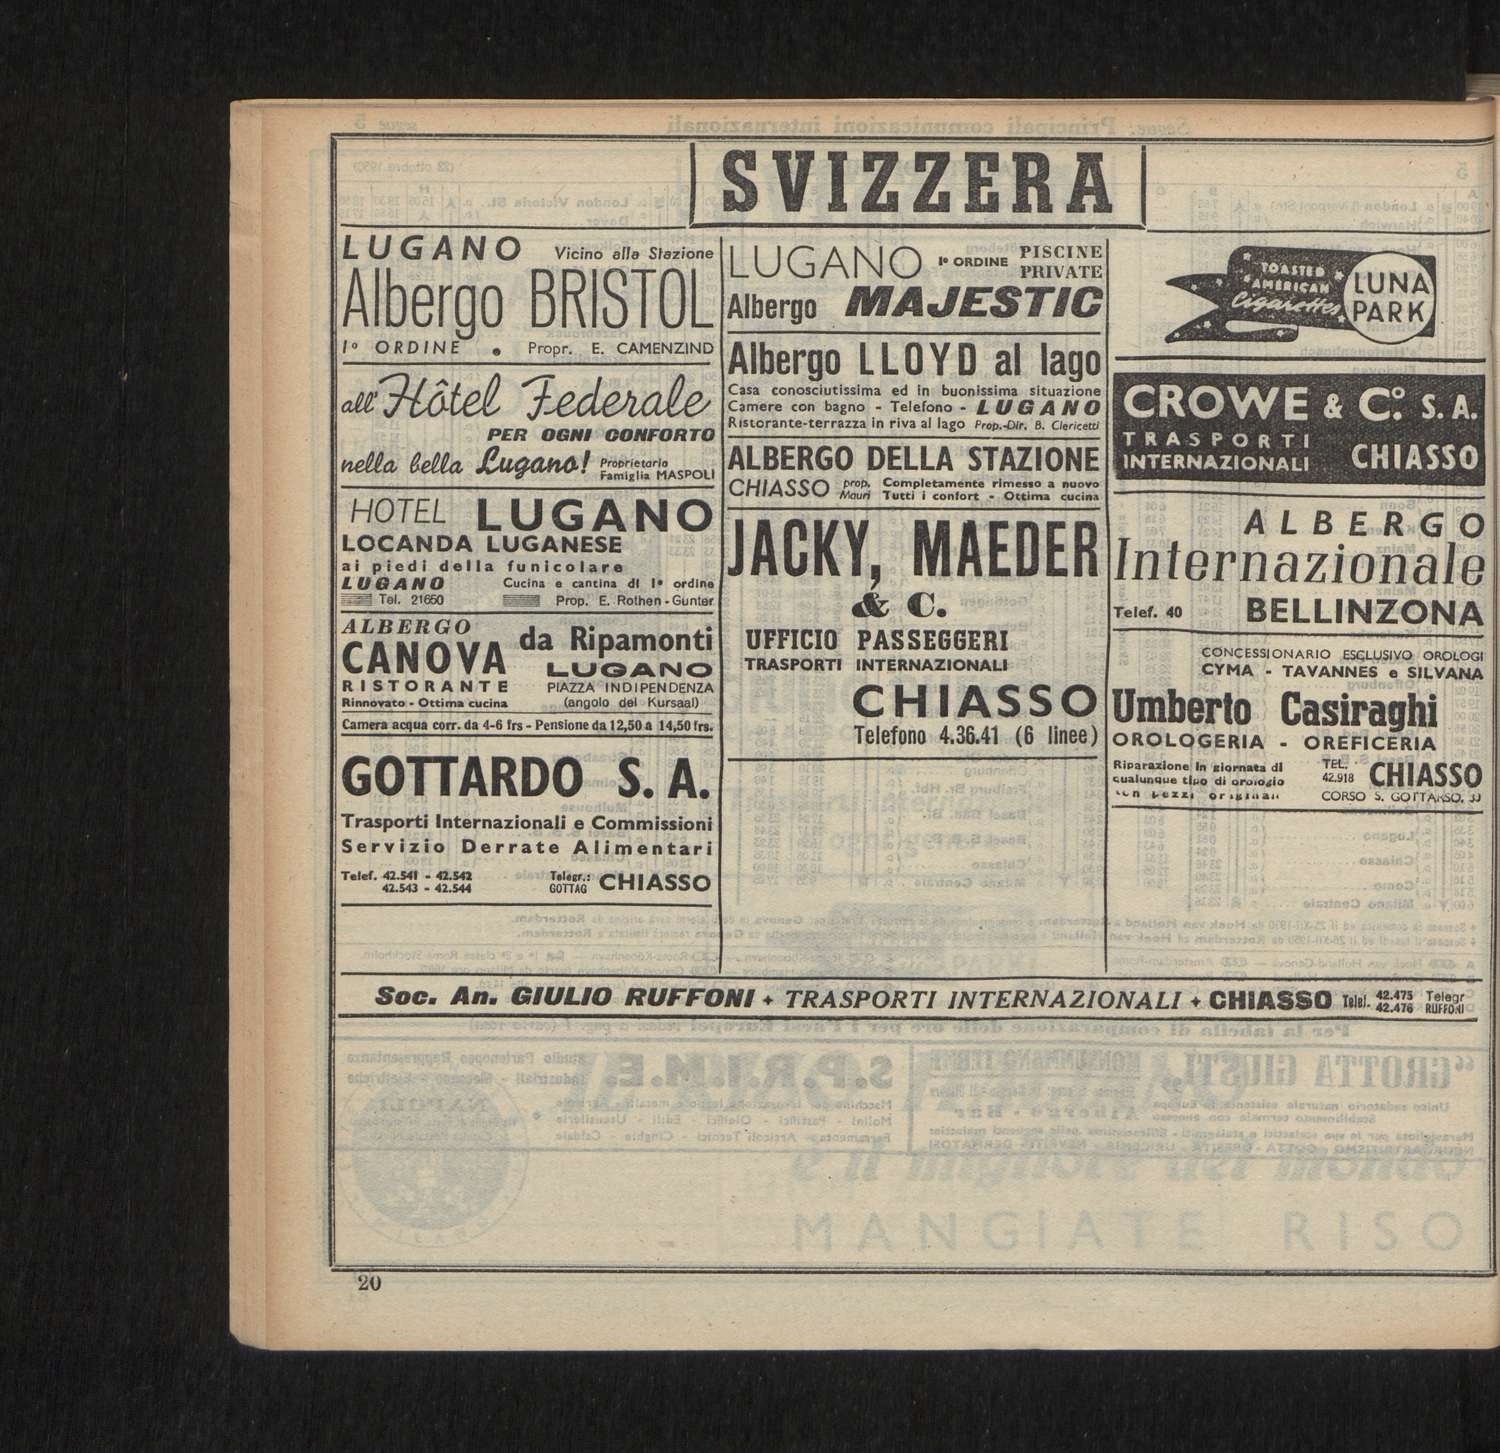 SVIZZERA
LUGANO Vicino alla Stazione
Albergo BRISTOL
Iº ORDINE • Propr. E. CAMENZIND
all'Hôtel Federale
PER OGNI CONFORTO
nella bella Lugano! Proprietario Famiglia MASPOLI
HOTEL LUGANO
LOCANDA LUGANESE
ai piedi della funicolare
LUGANO Cucina e cantina di Iº ordine
Tel. 21650 Prop. E. Rothen - Gunter
ALBERGO
CANOVA da Ripamonti
LUGANO
RISTORANTE PIAZZA INDIPENDENZA
Rinnovato - Ottima cucina (angolo del Kursaal)
Camera acqua corr. da 4-6 frs - Pensione da 12,50 a 14,50 frs.
GOTTARDO S. A.
Trasporti Internazionali e Commissioni
Servizio Derrate Alimentari
Telef. 42.541 - 42.542
42.543 - 42.544
Telegr.: GOTTAG CHIASSO
LUGANO Iº ORDINE PISCINE PRIVATE
Albergo MAJESTIC
Albergo LLOYD al lago
Casa conosciutissima ed in buonissima situazione
Camere con bagno - Telefono - LUGANO
Ristorante-terrazza in riva al lago Prop.-Dir. B. Clericetti
ALBERGO DELLA STAZIONE
CHIASSO prop. Mauri Completamente rimesso a nuovo
Tutti i confort - Ottima cucina
JACKY, MAEDER
& C.
UFFICIO PASSEGGERI
TRASPORTI INTERNAZIONALI
CHIASSO
Telefono 4.36.41 (6 linee)
TOASTED
AMERICAN
Cigarettes
LUNA
PARK
CROWE & Cº. S. A.
TRASPORTI
INTERNAZIONALI CHIASSO
ALBERGO
Internazionale
Telef. 40 BELLINZONA
CONCESSIONARIO ESCLUSIVO OROLOGI
CYMA - TAVANNES e SILVANA
Umberto Casiraghi
OROLOGERIA - OREFICERIA
Riparazione in giornata di
qualunque tipo di orologio
con pezzi originali
TEL. 42.918 CHIASSO
CORSO S. GOTTARSO, 33
Soc. An. GIULIO RUFFONI + TRASPORTI INTERNAZIONALI + CHIASSO Telef. 42.475 42.476 Telegr RUFFONI
20